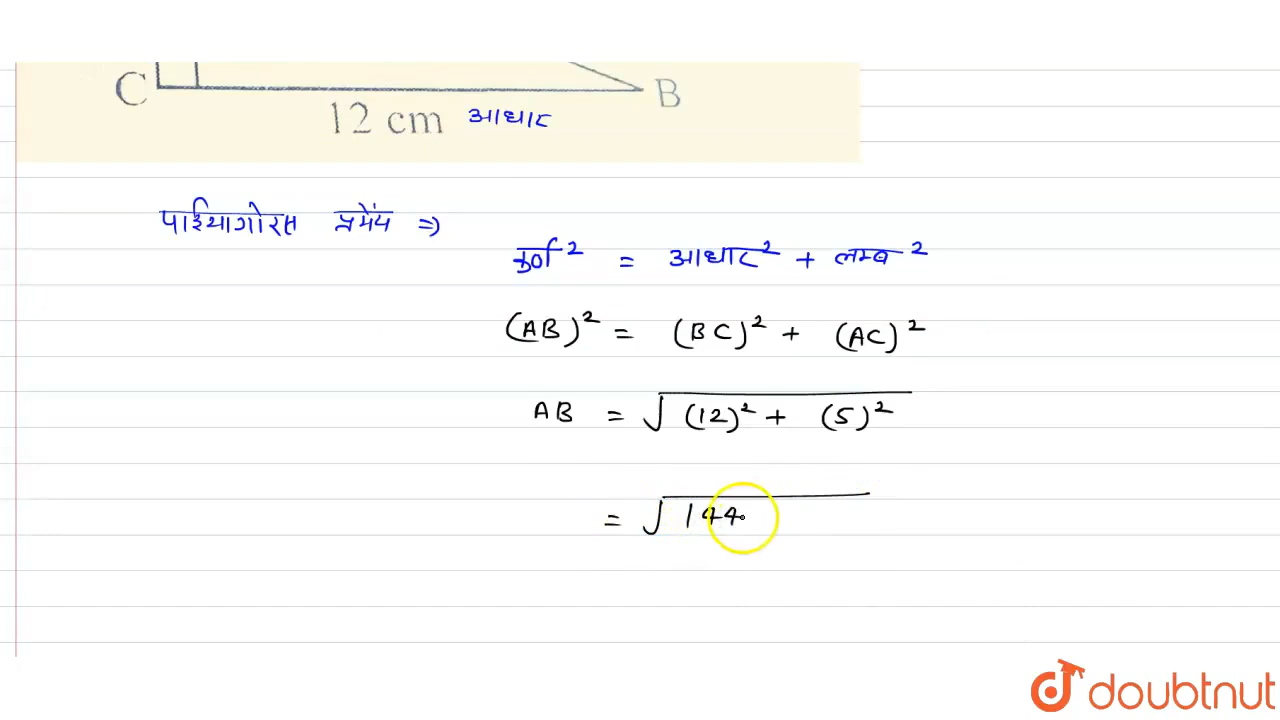 C B
12 cm आधार
पाईथागोरस प्रमेय ⇒
कर्ण² = आधार² + लम्ब²
(AB)² = (BC)² + (AC)²
AB = √(12)² + (5)²
= √144
doubtnut